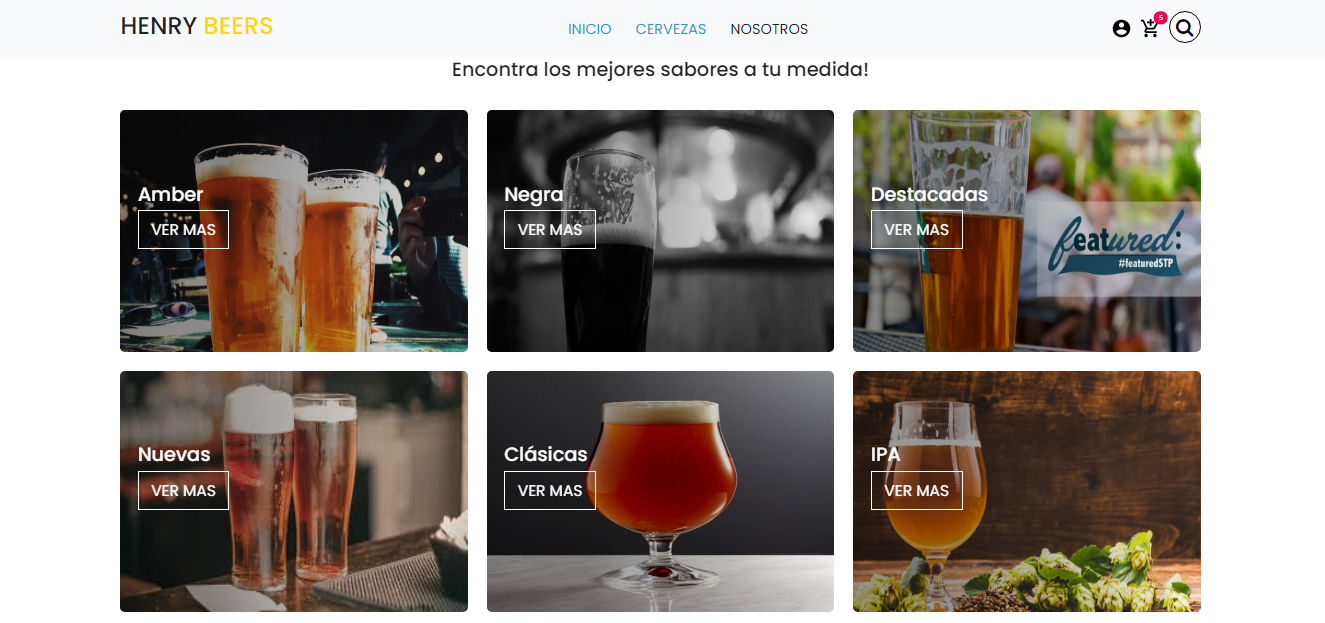 HENRY BEERS
INICIO CERVEZAS NOSOTROS
5
Encontra los mejores sabores a tu medida!
Amber
VER MAS
Negra
VER MAS
Destacadas
VER MAS
featured:
#featuredSTP
Nuevas
VER MAS
Clásicas
VER MAS
IPA
VER MAS